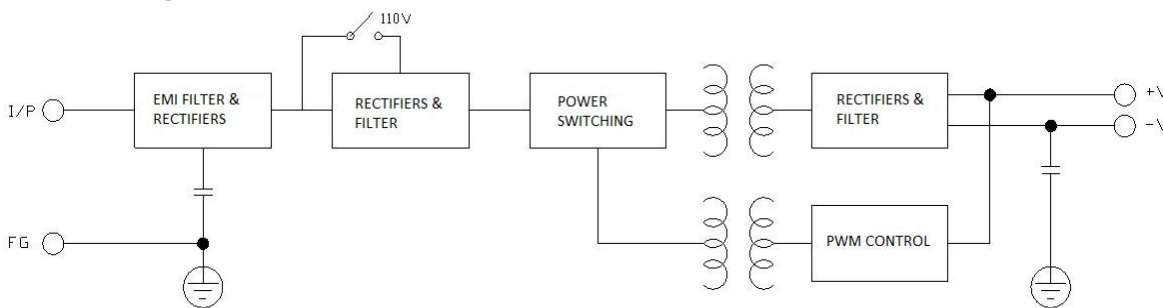 110V
I/P
EMI FILTER &
RECTIFIERS
RECTIFIERS &
FILTER
POWER
SWITCHING
RECTIFIERS &
FILTER
+V
-V
FG
PWM CONTROL